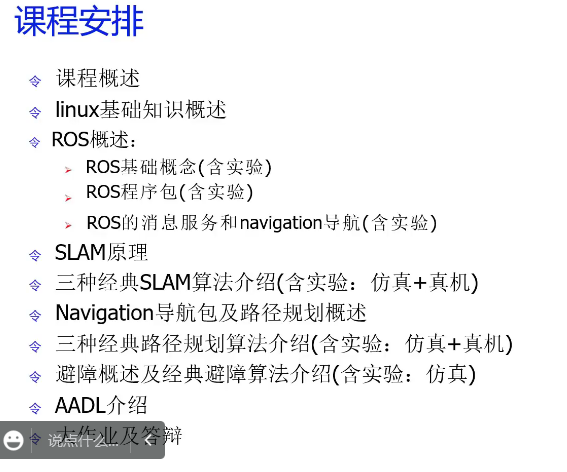 课程安排
课程概述
linux基础知识概述
ROS概述：
ROS基础概念(含实验)
ROS程序包(含实验)
ROS的消息服务和navigation导航(含实验)
SLAM原理
三种经典SLAM算法介绍(含实验：仿真+真机)
Navigation导航包及路径规划概述
三种经典路径规划算法介绍(含实验：仿真+真机)
避障概述及经典避障算法介绍(含实验：仿真)
AADL介绍
大作业及答辩
说点什么...